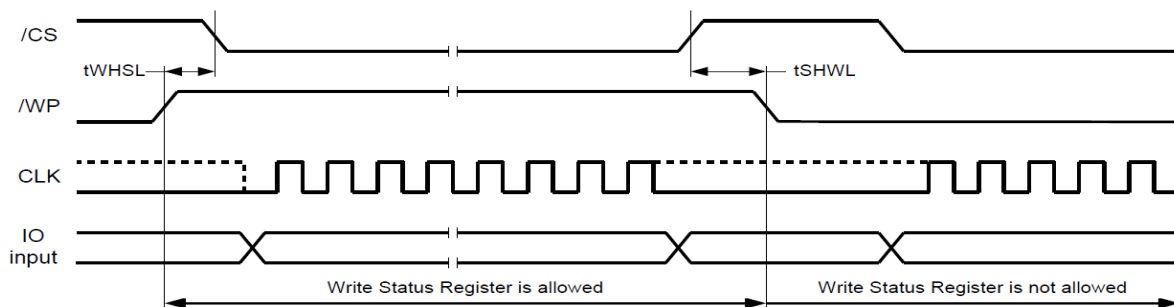 /CS
tWHSL
tSHWL
/WP
CLK
IO
input
Write Status Register is allowed
Write Status Register is not allowed